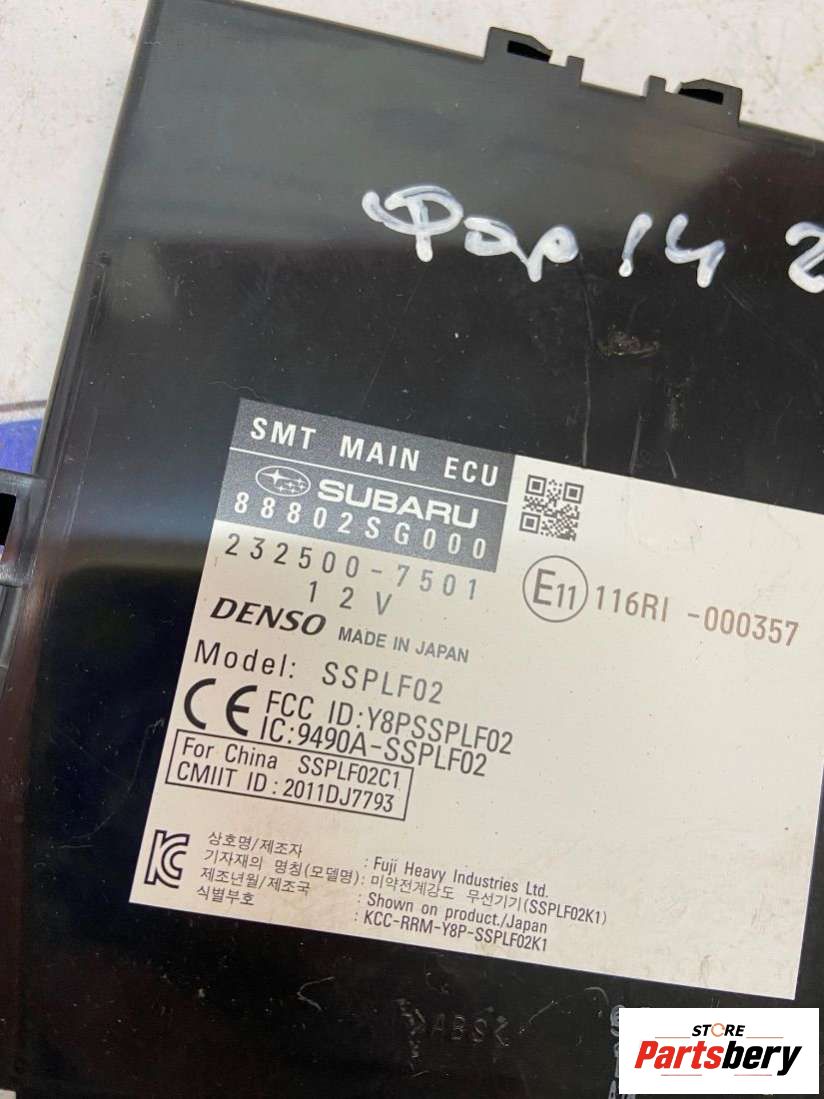 Фор 14 2
SMT MAIN ECU
SUBARU
88802SG000
232500-7501
12V
DENSO MADE IN JAPAN
E11 116RI -000357
Model: SSPLF02
CE FCC ID:Y8PSSPLF02
IC:9490A-SSPLF02
For China SSPLF02C1
CMIIT ID:2011DJ7793
상호명/제조자 : Fuji Heavy Industries Ltd.
기자재의 명칭(모델명) : 미약전계강도 무선기기(SSPLF02K1)
제조년월/제조국 : Shown on product./Japan
식별부호 : KCC-RRM-Y8P-SSPLF02K1
>ABS<
STORE
Partsbery